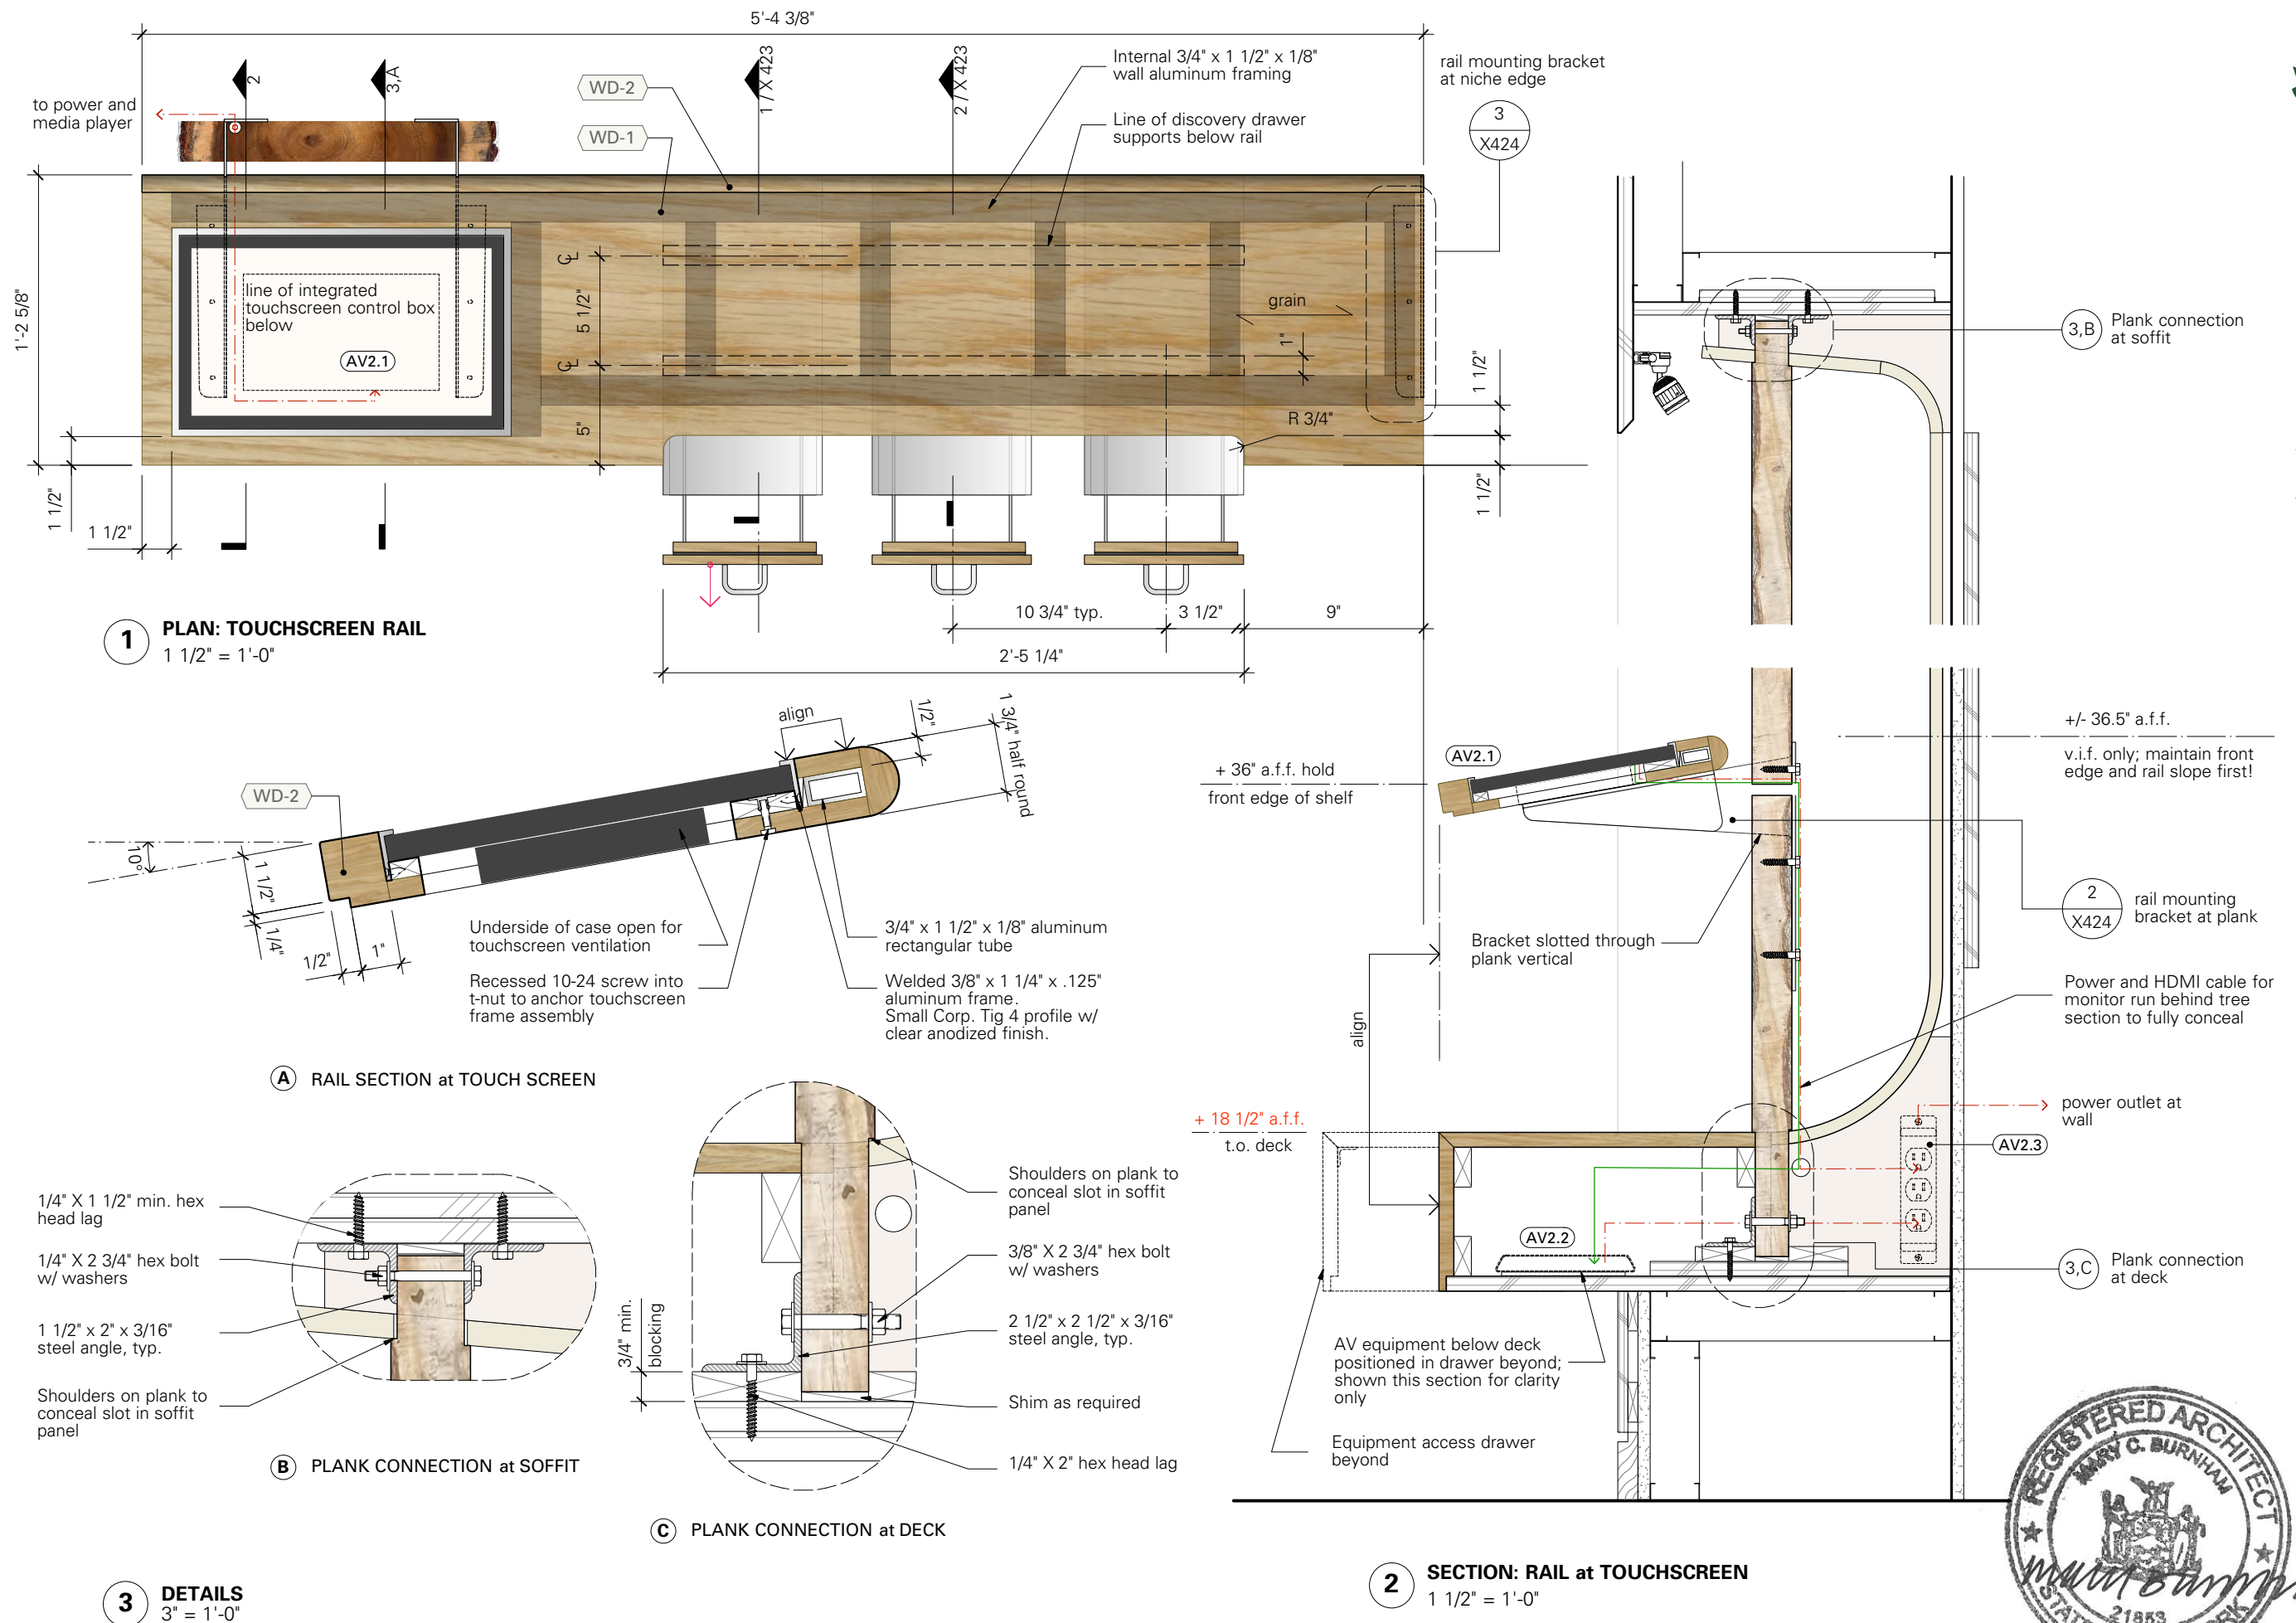 5'-4 3/8"
2
3,A
1 / X 423
2 / X 423
to power and
media player
WD-2
WD-1
Internal 3/4" x 1 1/2" x 1/8"
wall aluminum framing
Line of discovery drawer
supports below rail
rail mounting bracket
at niche edge
3
X424
1'-2 5/8"
line of integrated
touchscreen control box
below
AV2.1
CL
5 1/2"
CL
5"
grain
1"
R 3/4"
1 1/2"
1 1/2"
1 1/2"
1 1/2"
10 3/4" typ.
3 1/2"
9"
2'-5 1/4"
1
PLAN: TOUCHSCREEN RAIL
1 1/2" = 1'-0"
align
1/2"
1 3/4" half round
WD-2
10°
1 1/2"
1/4"
1/2"
1"
Underside of case open for
touchscreen ventilation
Recessed 10-24 screw into
t-nut to anchor touchscreen
frame assembly
3/4" x 1 1/2" x 1/8" aluminum
rectangular tube
Welded 3/8" x 1 1/4" x .125"
aluminum frame.
Small Corp. Tig 4 profile w/
clear anodized finish.
A
RAIL SECTION at TOUCH SCREEN
1/4" X 1 1/2" min. hex
head lag
1/4" X 2 3/4" hex bolt
w/ washers
1 1/2" x 2" x 3/16"
steel angle, typ.
Shoulders on plank to
conceal slot in soffit
panel
B
PLANK CONNECTION at SOFFIT
3/4" min.
blocking
Shoulders on plank to
conceal slot in soffit
panel
3/8" X 2 3/4" hex bolt
w/ washers
2 1/2" x 2 1/2" x 3/16"
steel angle, typ.
Shim as required
1/4" X 2" hex head lag
C
PLANK CONNECTION at DECK
3
DETAILS
3" = 1'-0"
3,B
Plank connection
at soffit
AV2.1
+ 36" a.f.f. hold
front edge of shelf
+/- 36.5" a.f.f.
v.i.f. only; maintain front
edge and rail slope first!
2
X424
rail mounting
bracket at plank
Bracket slotted through
plank vertical
Power and HDMI cable for
monitor run behind tree
section to fully conceal
align
+ 18 1/2" a.f.f.
t.o. deck
power outlet at
wall
AV2.3
AV2.2
3,C
Plank connection
at deck
AV equipment below deck
positioned in drawer beyond;
shown this section for clarity
only
Equipment access drawer
beyond
2
SECTION: RAIL at TOUCHSCREEN
1 1/2" = 1'-0"
REGISTERED ARCHITECT
MARY C. BURNHAM
21853